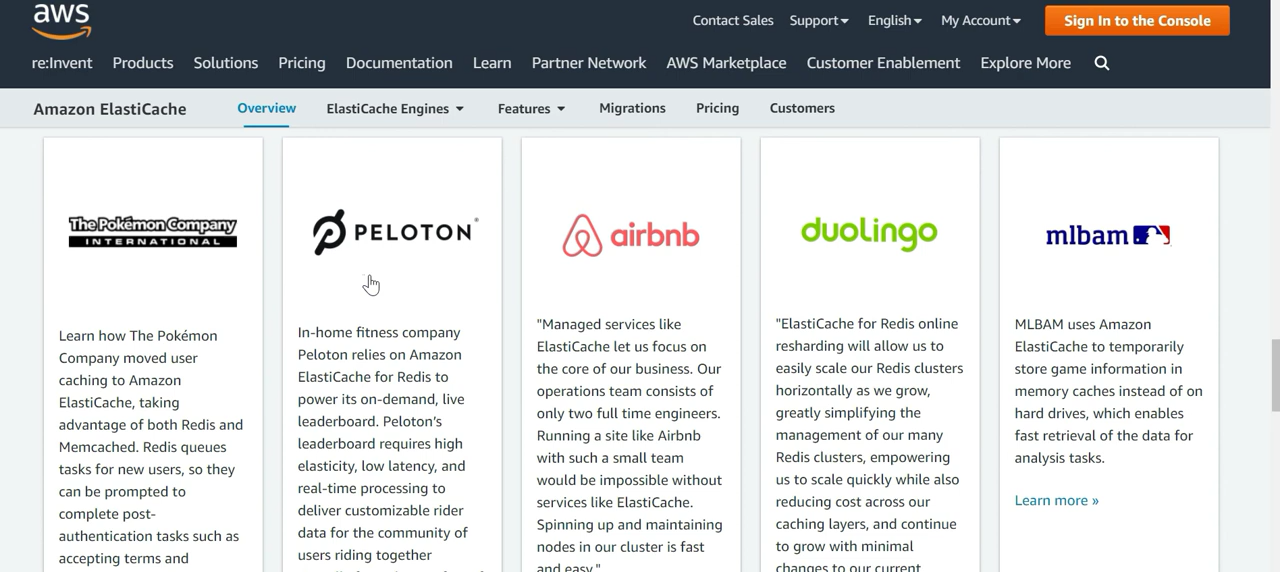 aws
Contact Sales Support English My Account Sign In to the Console
re:Invent Products Solutions Pricing Documentation Learn Partner Network AWS Marketplace Customer Enablement Explore More
Amazon ElastiCache Overview ElastiCache Engines Features Migrations Pricing Customers
The Pokémon Company
INTERNATIONAL
Learn how The Pokémon
Company moved user
caching to Amazon
ElastiCache, taking
advantage of both Redis and
Memcached. Redis queues
tasks for new users, so they
can be prompted to
complete post-
authentication tasks such as
accepting terms and
PELOTON®
In-home fitness company
Peloton relies on Amazon
ElastiCache for Redis to
power its on-demand, live
leaderboard. Peloton's
leaderboard requires high
elasticity, low latency, and
real-time processing to
deliver customizable rider
data for the community of
users riding together
airbnb
"Managed services like
ElastiCache let us focus on
the core of our business. Our
operations team consists of
only two full time engineers.
Running a site like Airbnb
with such a small team
would be impossible without
services like ElastiCache.
Spinning up and maintaining
nodes in our cluster is fast
and easy."
duolingo
"ElastiCache for Redis online
resharding will allow us to
easily scale our Redis clusters
horizontally as we grow,
greatly simplifying the
management of our many
Redis clusters, empowering
us to scale quickly while also
reducing cost across our
caching layers, and continue
to grow with minimal
changes to our current
mlbam
MLBAM uses Amazon
ElastiCache to temporarily
store game information in
memory caches instead of on
hard drives, which enables
fast retrieval of the data for
analysis tasks.
Learn more »